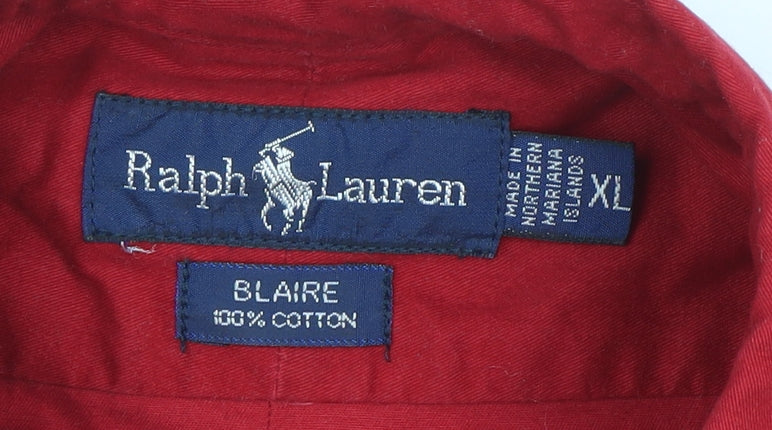 Ralph Lauren
MADE IN
NORTHERN
MARIANA
ISLANDS
XL
BLAIRE
100% COTTON